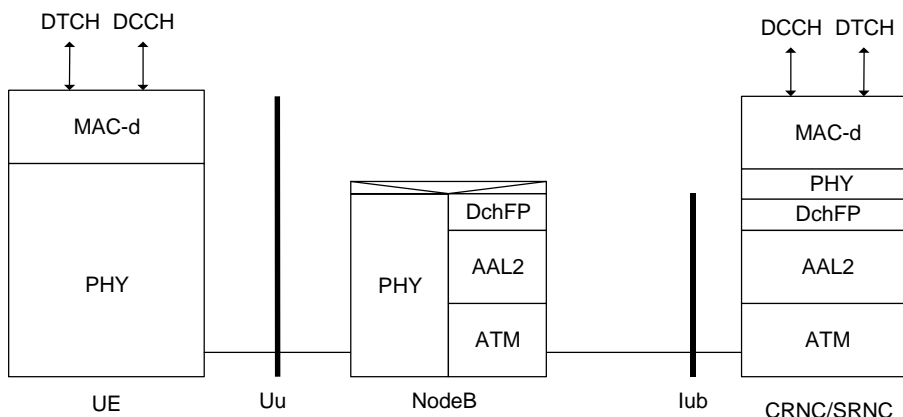 DTCH DCCH
DCCH DTCH
MAC-d
MAC-d
PHY
DchFP
DchFP
PHY
PHY
AAL2
AAL2
ATM
ATM
UE
Uu
NodeB
Iub
CRNC/SRNC